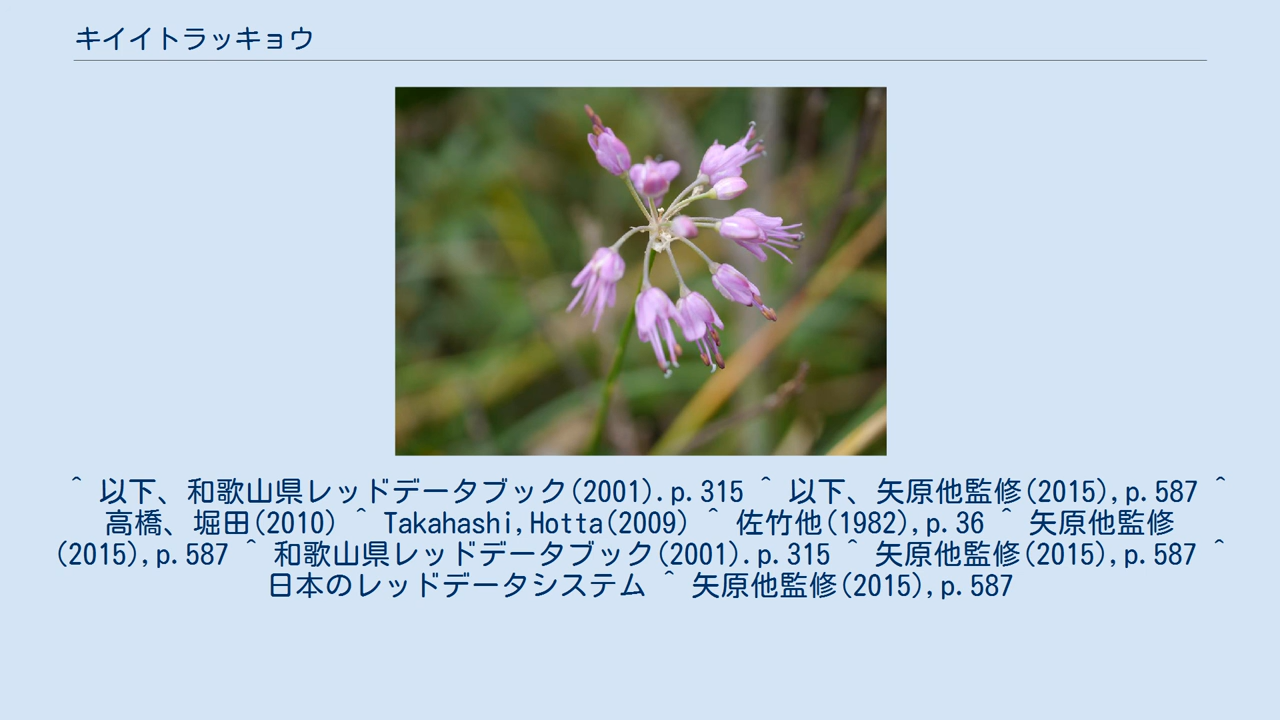 キイイトラッキョウ
^ 以下、和歌山県レッドデータブック(2001).p.315 ^ 以下、矢原他監修(2015),p.587 ^
高橋、堀田(2010) ^ Takahashi,Hotta(2009) ^ 佐竹他(1982),p.36 ^ 矢原他監修
(2015),p.587 ^ 和歌山県レッドデータブック(2001).p.315 ^ 矢原他監修(2015),p.587 ^
日本のレッドデータシステム ^ 矢原他監修(2015),p.587